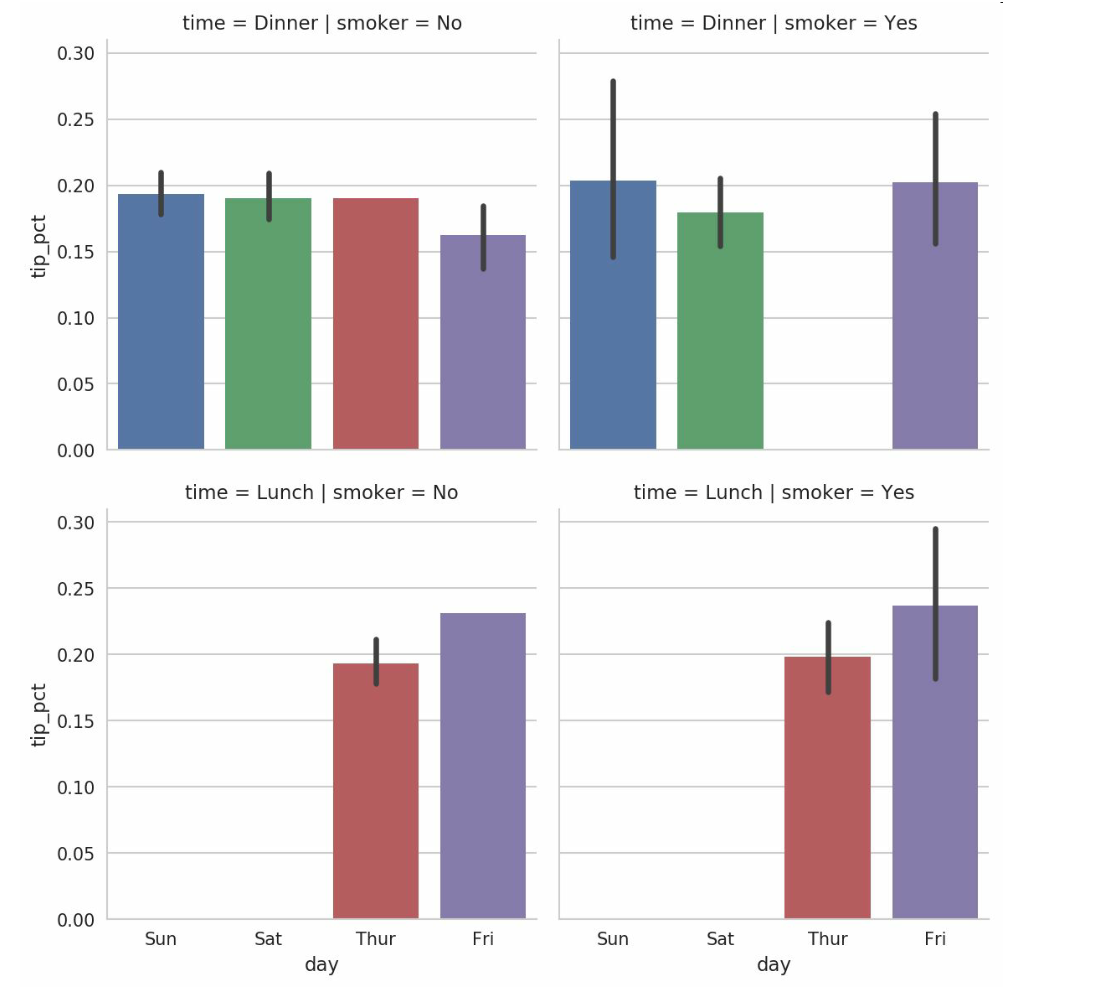 time = Dinner | smoker = No
time = Dinner | smoker = Yes
0.30
0.25
0.20
0.15
0.10
0.05
0.00
tip_pct
time = Lunch | smoker = No
time = Lunch | smoker = Yes
0.30
0.25
0.20
0.15
0.10
0.05
0.00
tip_pct
Sun Sat Thur Fri
Sun Sat Thur Fri
day
day